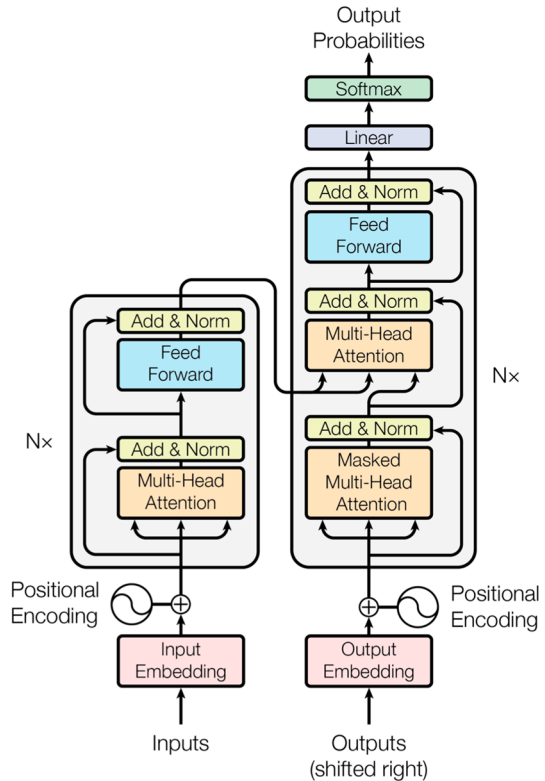 Output
Probabilities
Softmax
Linear
Add & Norm
Feed
Forward
Add & Norm
Multi-Head
Attention
Add & Norm
Masked
Multi-Head
Attention
N×
Add & Norm
Feed
Forward
Add & Norm
Multi-Head
Attention
N×
Positional
Encoding
Positional
Encoding
Input
Embedding
Output
Embedding
Inputs
Outputs
(shifted right)